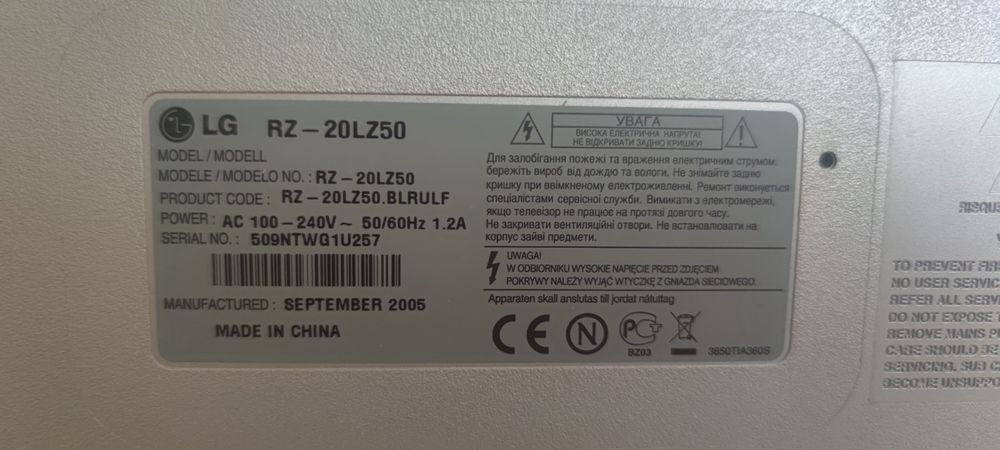 LG RZ-20LZ50
MODEL / MODELL
MODELE / MODELO NO. : RZ-20LZ50
PRODUCT CODE : RZ-20LZ50.BLRULF
POWER : AC 100-240V~ 50/60Hz 1.2A
SERIAL NO. : 509NTWG1U257
MANUFACTURED : SEPTEMBER 2005
MADE IN CHINA
УВАГА
ВИСОКА ЕЛЕКТРИЧНА НАПРУГА!
НЕ ВІДКРИВАТИ ЗАДНЮ КРИШКУ!
Для запобігання пожежі та враження електричним струмом,
бережіть виріб від дождю та вологи. Не знімайте задню
кришку при ввімкненому електроживленні. Ремонт виконується
спеціалістами сервісної служби. Вимикати з електромережі,
якщо телевізор не працює на протязі довгого часу.
Не закривати вентиляційні отвори. Не встановлювати на
корпус зайві предмети.
UWAGA!
W ODBIORNIKU WYSOKIE NAPIĘCIE PRZED ZDJĘCIEM
POKRYWY NALEŻY WYJĄĆ WTYCZKĘ Z GNIAZDA SIECIOWEGO.
Apparaten skall anslutas till jordat nätuttag
CE N PCT
BZ03
3850TIA360S
TO PREVENT
NO USER
REFER ALL
DO NOT EXPOSE
REMOVE MAINS
CASE SHOULD BE
SERVICING.
BECOME